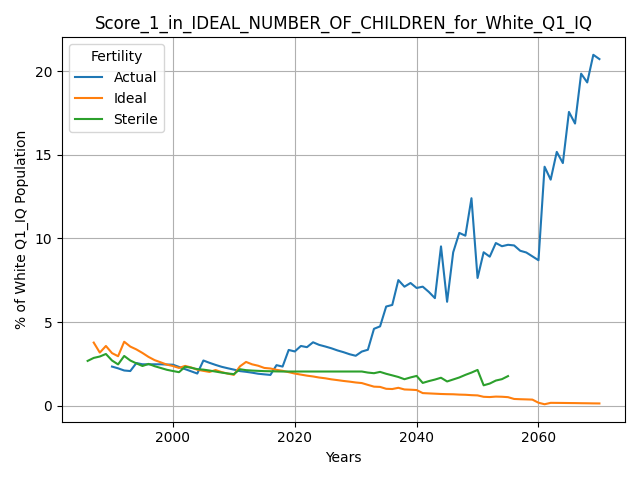 Score_1_in_IDEAL_NUMBER_OF_CHILDREN_for_White_Q1_IQ
Fertility
Actual
Ideal
Sterile
% of White Q1_IQ Population
20
15
10
5
0
2000
2020
2040
2060
Years